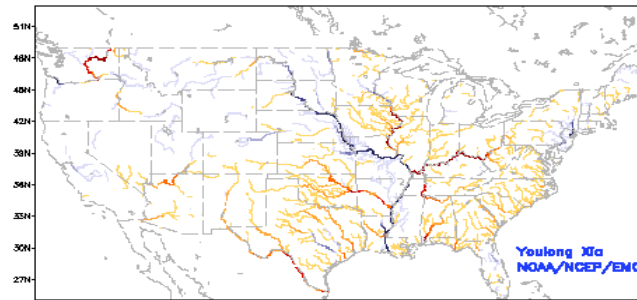 51N
48N
45N
42N
39N
36N
33N
30N
27N
Youlong Xia
NOAA/NCEP/EMC